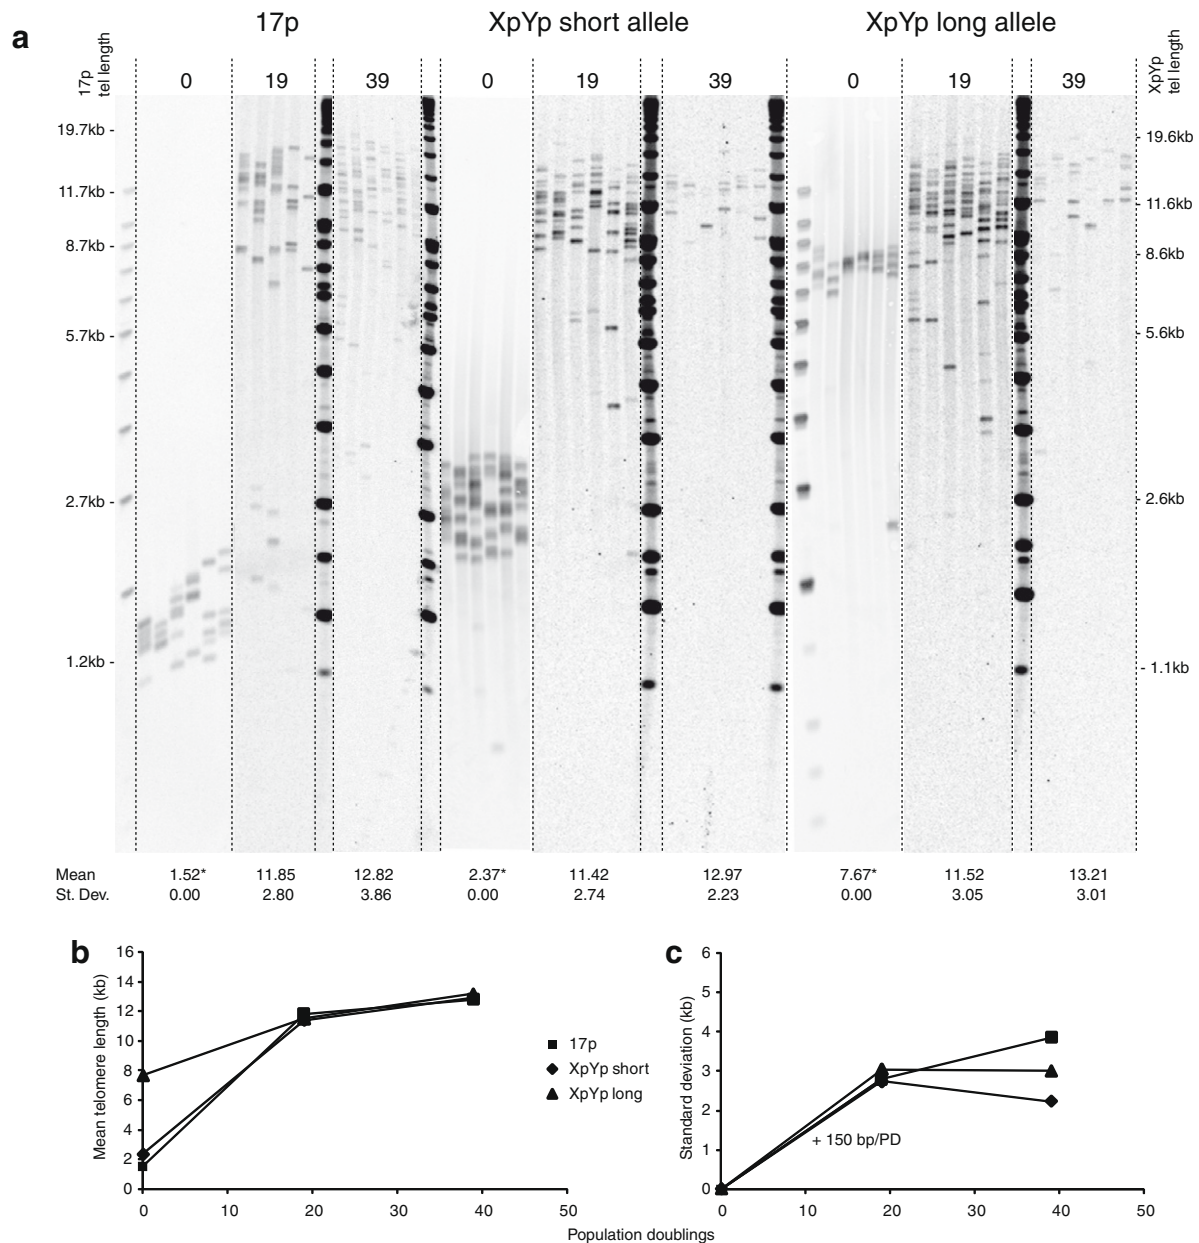 a
17p
XpYp short allele
XpYp long allele
17p
tel length
0
19
39
0
19
39
0
19
39
XpYp
tel length
19.7kb -
11.7kb -
8.7kb -
5.7kb -
2.7kb -
1.2kb -
- 19.6kb
- 11.6kb
- 8.6kb
- 5.6kb
- 2.6kb
- 1.1kb
Mean 1.52* 11.85 12.82 2.37* 11.42 12.97 7.67* 11.52 13.21
St. Dev. 0.00 2.80 3.86 0.00 2.74 2.23 0.00 3.05 3.01
b
Mean telomere length (kb)
16
14
12
10
8
6
4
2
0
0 10 20 30 40 50
17p
XpYp short
XpYp long
c
Standard deviation (kb)
6
5
4
3
2
1
0
+ 150 bp/PD
0 10 20 30 40 50
Population doublings